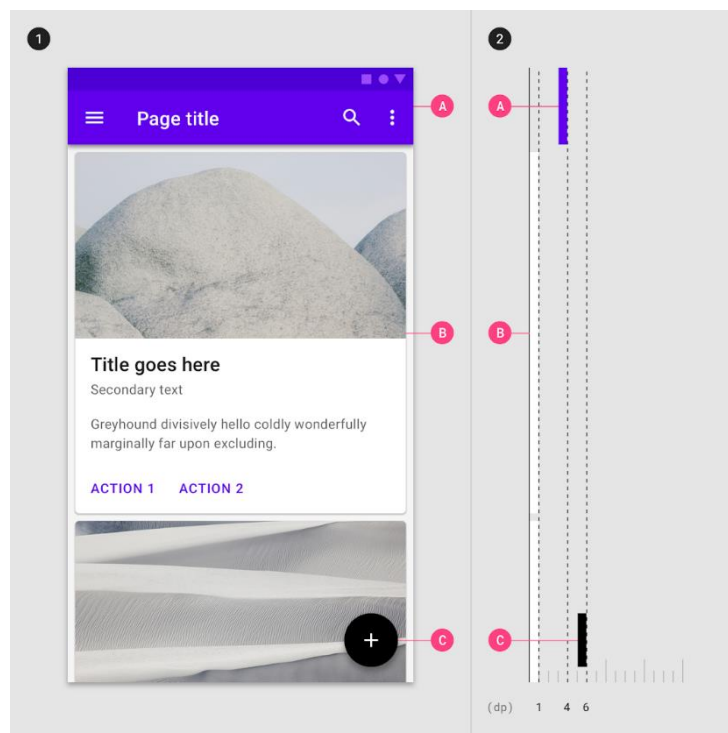 1
2
A
A
Page title
B
B
Title goes here
Secondary text
Greyhound divisively hello coldly wonderfully
marginally far upon excluding.
ACTION 1 ACTION 2
+
C
C
(dp) 1 4 6